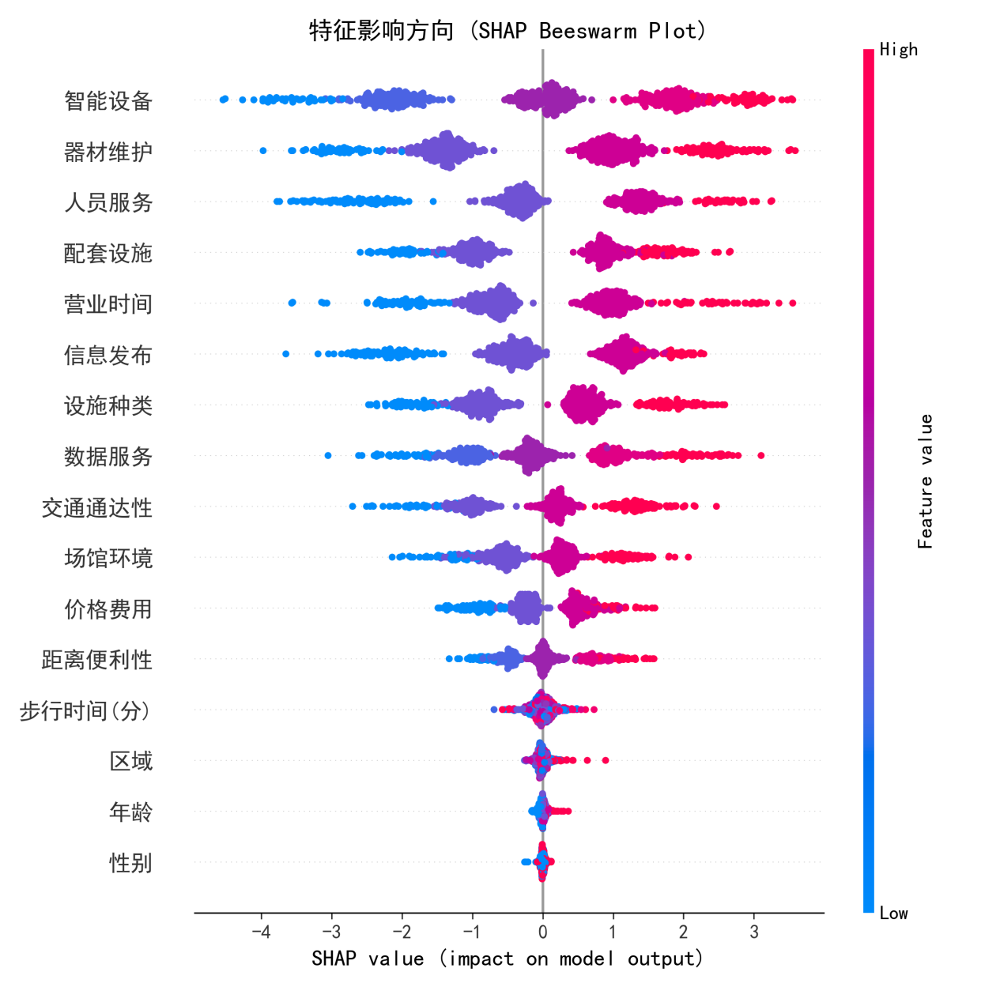 特征影响方向 (SHAP Beeswarm Plot)
High
智能设备
器材维护
人员服务
配套设施
营业时间
信息发布
设施种类
数据服务
交通通达性
场馆环境
价格费用
距离便利性
步行时间(分)
区域
年龄
性别
Feature value
Low
−4 −3 −2 −1 0 1 2 3
SHAP value (impact on model output)